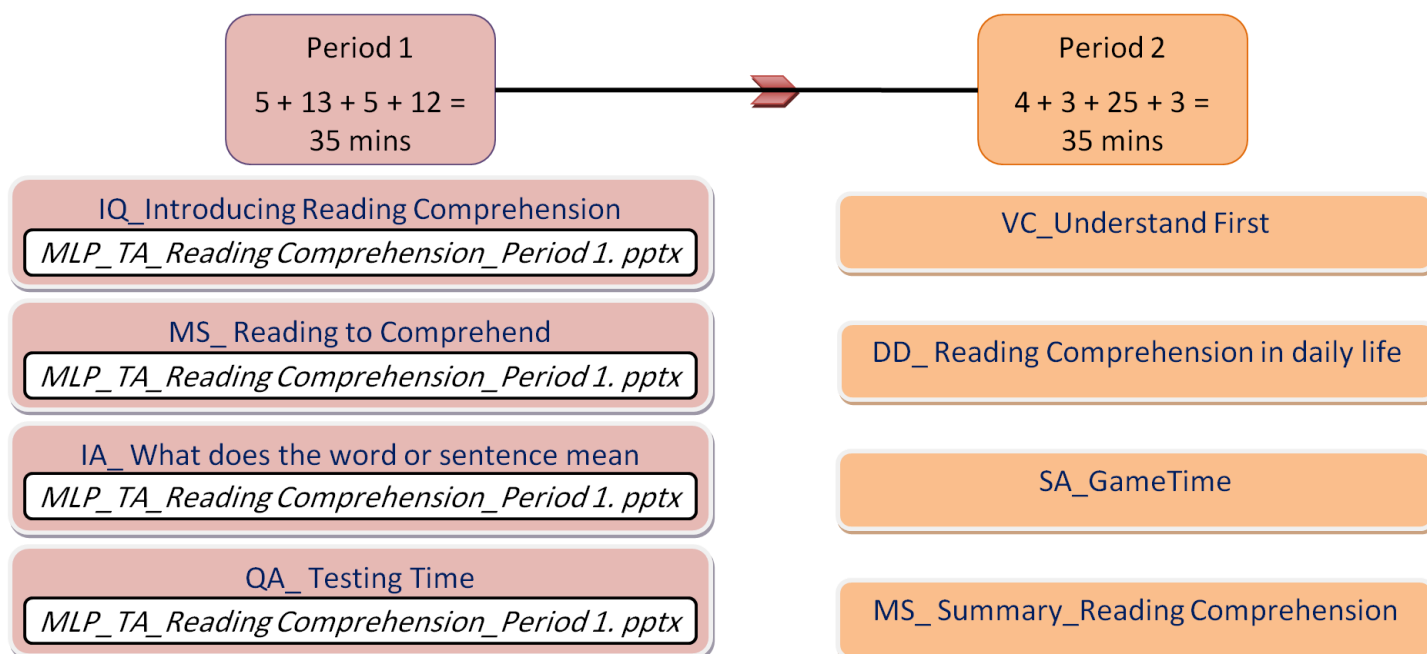 Period 1
5 + 13 + 5 + 12 =
35 mins
Period 2
4 + 3 + 25 + 3 =
35 mins
IQ_Introducing Reading Comprehension
MLP_TA_Reading Comprehension_Period 1. pptx
MS_ Reading to Comprehend
MLP_TA_Reading Comprehension_Period 1. pptx
IA_ What does the word or sentence mean
MLP_TA_Reading Comprehension_Period 1. pptx
QA_ Testing Time
MLP_TA_Reading Comprehension_Period 1. pptx
VC_Understand First
DD_ Reading Comprehension in daily life
SA_GameTime
MS_ Summary_Reading Comprehension